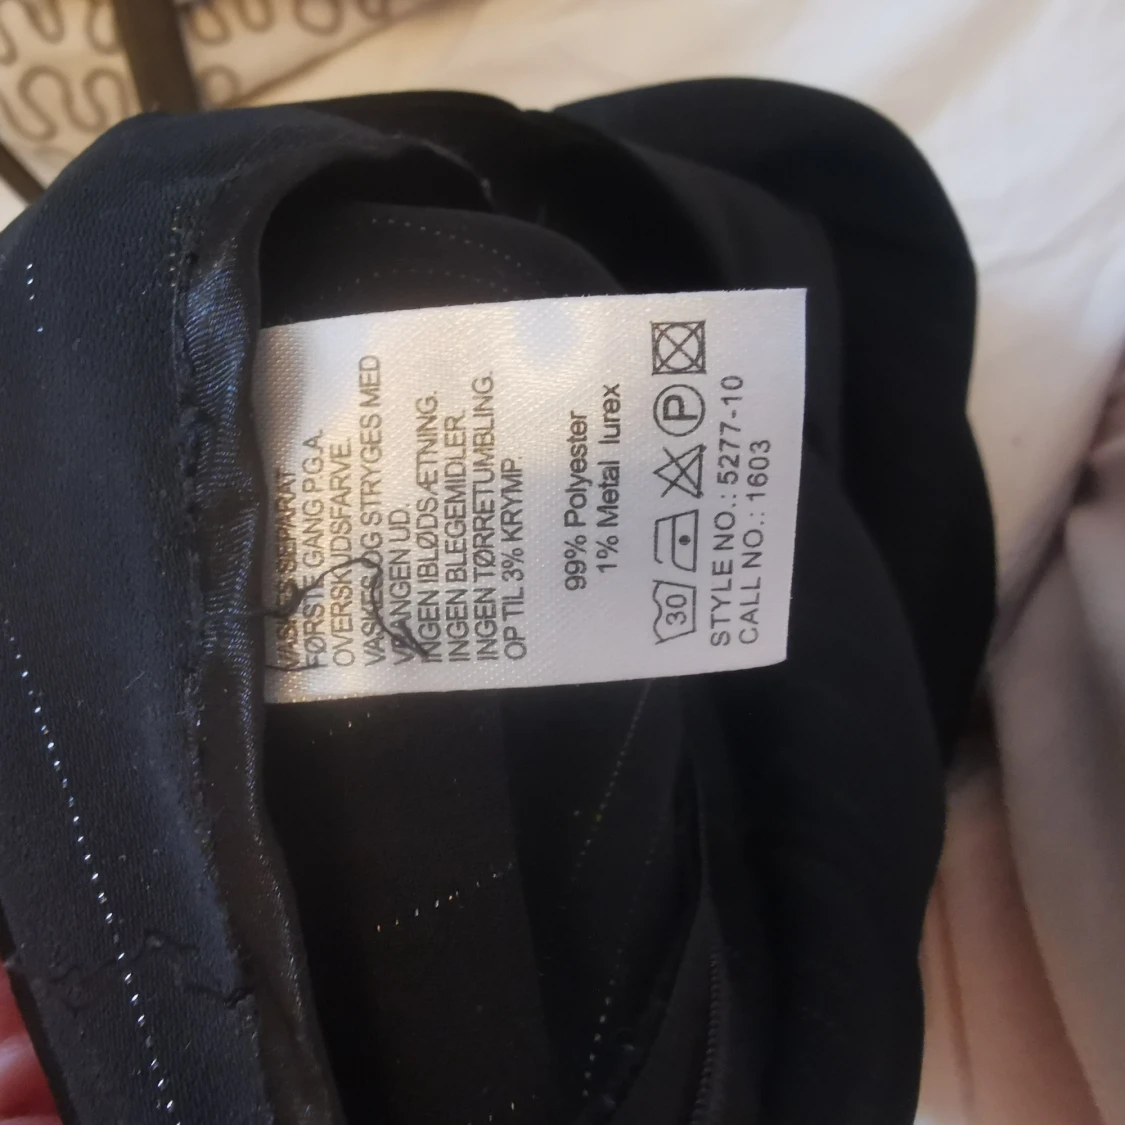 VASKES SEPARAT
FØRSTE GANG P.G.A.
OVERSKUDSFARVE.
VASKES OG STRYGES MED
VRANGEN UD.
INGEN IBLØDSÆTNING.
INGEN BLEGEMIDLER.
INGEN TØRRETUMBLING.
OP TIL 3% KRYMP.
99% Polyester
1% Metal lurex
30 P
STYLE NO.: 5277-10
CALL NO.: 1603